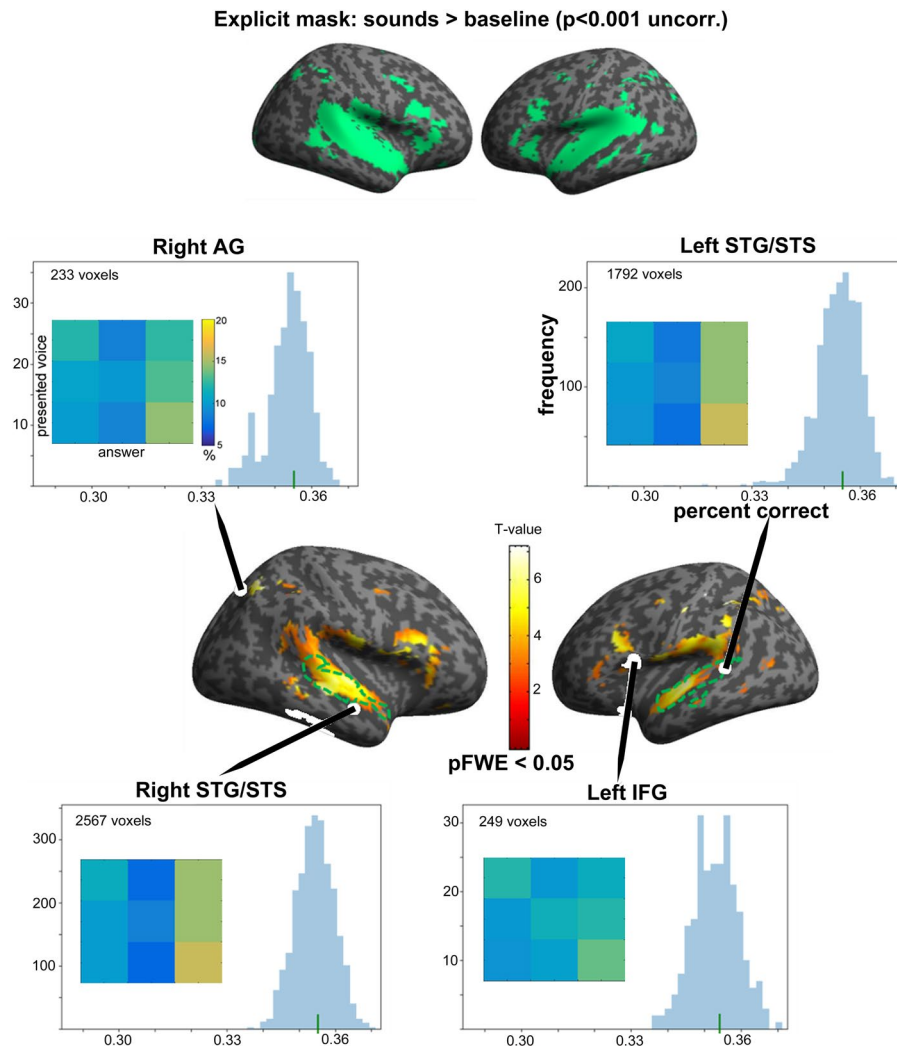 Explicit mask: sounds > baseline (p<0.001 uncorr.)
Right AG
233 voxels
30
20
10
presented voice
answer
20
15
10
5
%
0.30
0.33
0.36
Left STG/STS
1792 voxels
200
100
frequency
0.30
0.33
0.36
percent correct
T-value
6
4
2
pFWE < 0.05
Right STG/STS
2567 voxels
300
200
100
0.30
0.33
0.36
Left IFG
249 voxels
30
20
10
0.30
0.33
0.36